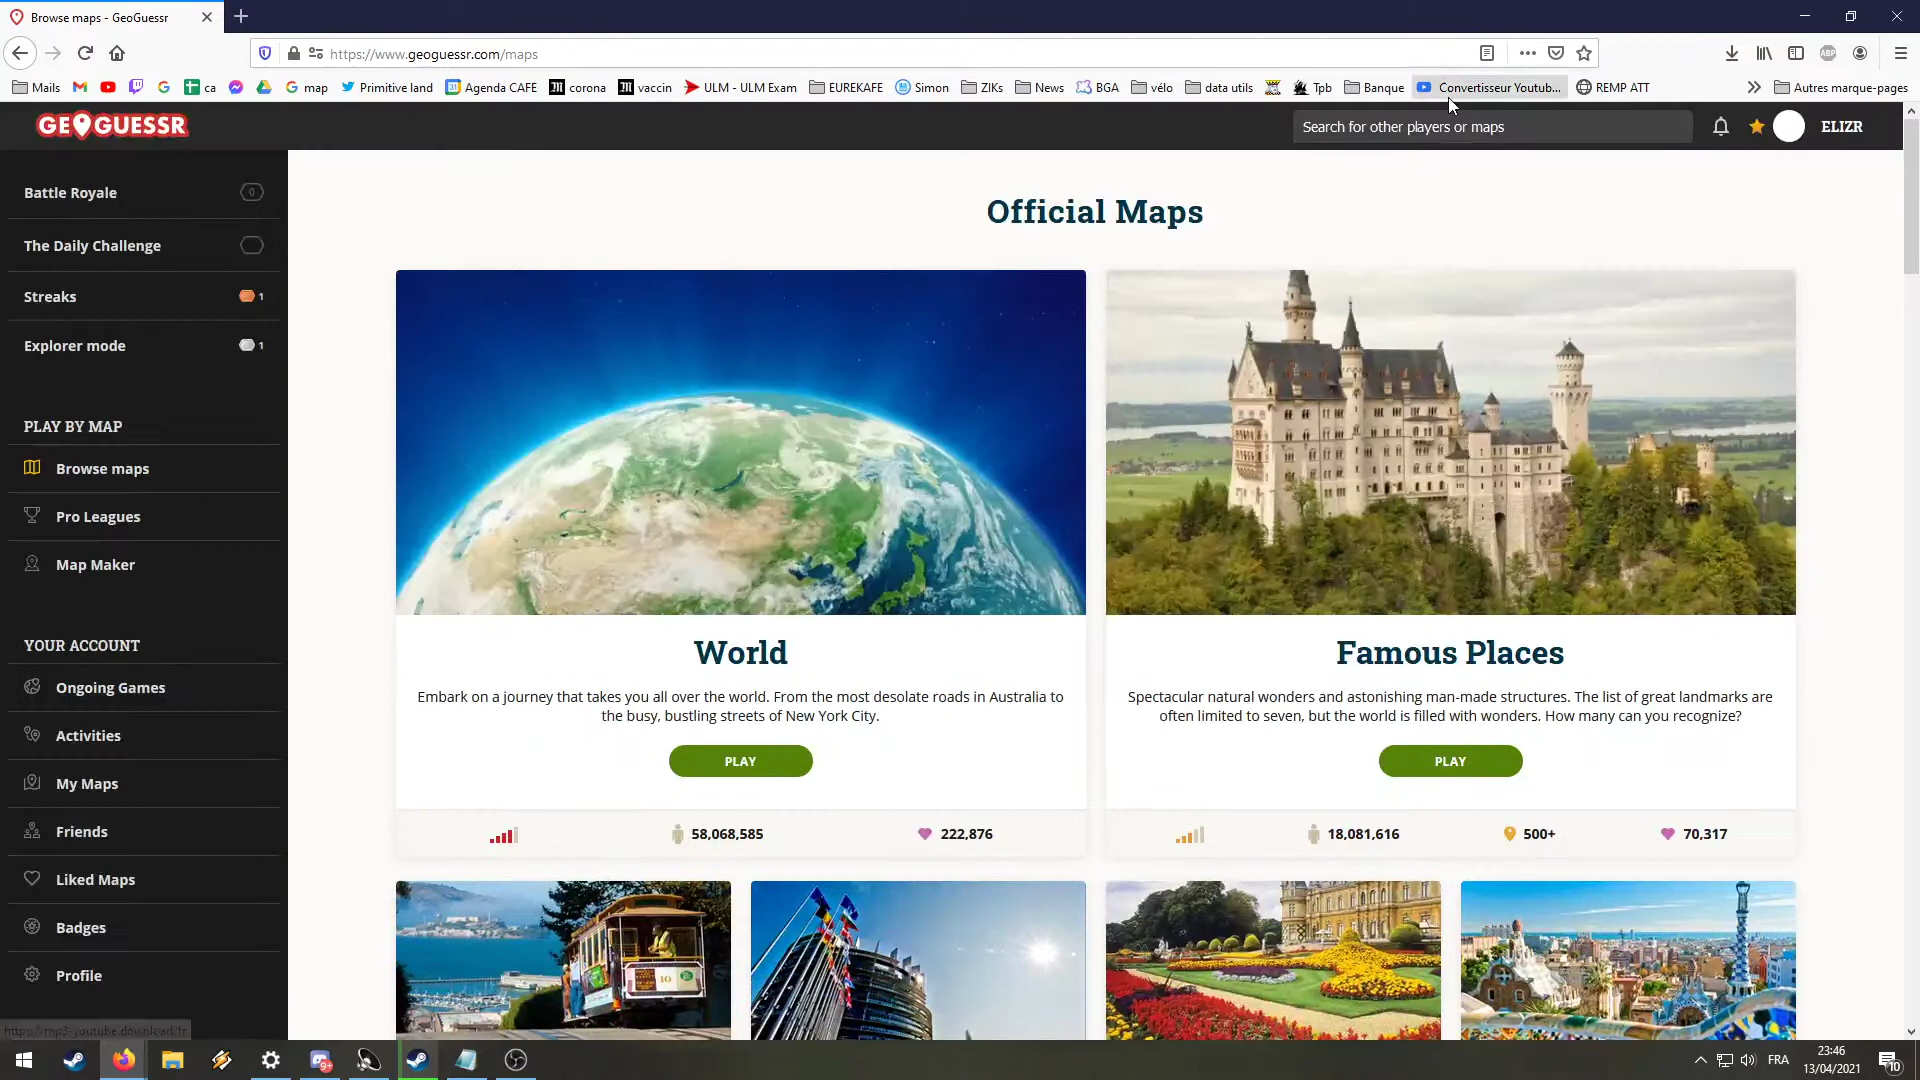 Browse maps - GeoGuessr
https://www.geoguessr.com/maps
Mails ca map Primitive land Agenda CAFE corona vaccin ULM - ULM Exam EUREKAFE Simon ZIKs News BGA vélo data utils Tpb Banque Convertisseur Youtub... REMP ATT Autres marque-pages
GEOGUESSR
Search for other players or maps
ELIZR
Battle Royale 0
The Daily Challenge
Streaks 1
Explorer mode 1
PLAY BY MAP
Browse maps
Pro Leagues
Map Maker
YOUR ACCOUNT
Ongoing Games
Activities
My Maps
Friends
Liked Maps
Badges
Profile
Official Maps
World
Embark on a journey that takes you all over the world. From the most desolate roads in Australia to
the busy, bustling streets of New York City.
PLAY
58,068,585 222,876
Famous Places
Spectacular natural wonders and astonishing man-made structures. The list of great landmarks are
often limited to seven, but the world is filled with wonders. How many can you recognize?
PLAY
18,081,616 500+ 70,317
10
https://mp3-youtube.download/fr
9+
FRA
23:46
13/04/2021
10